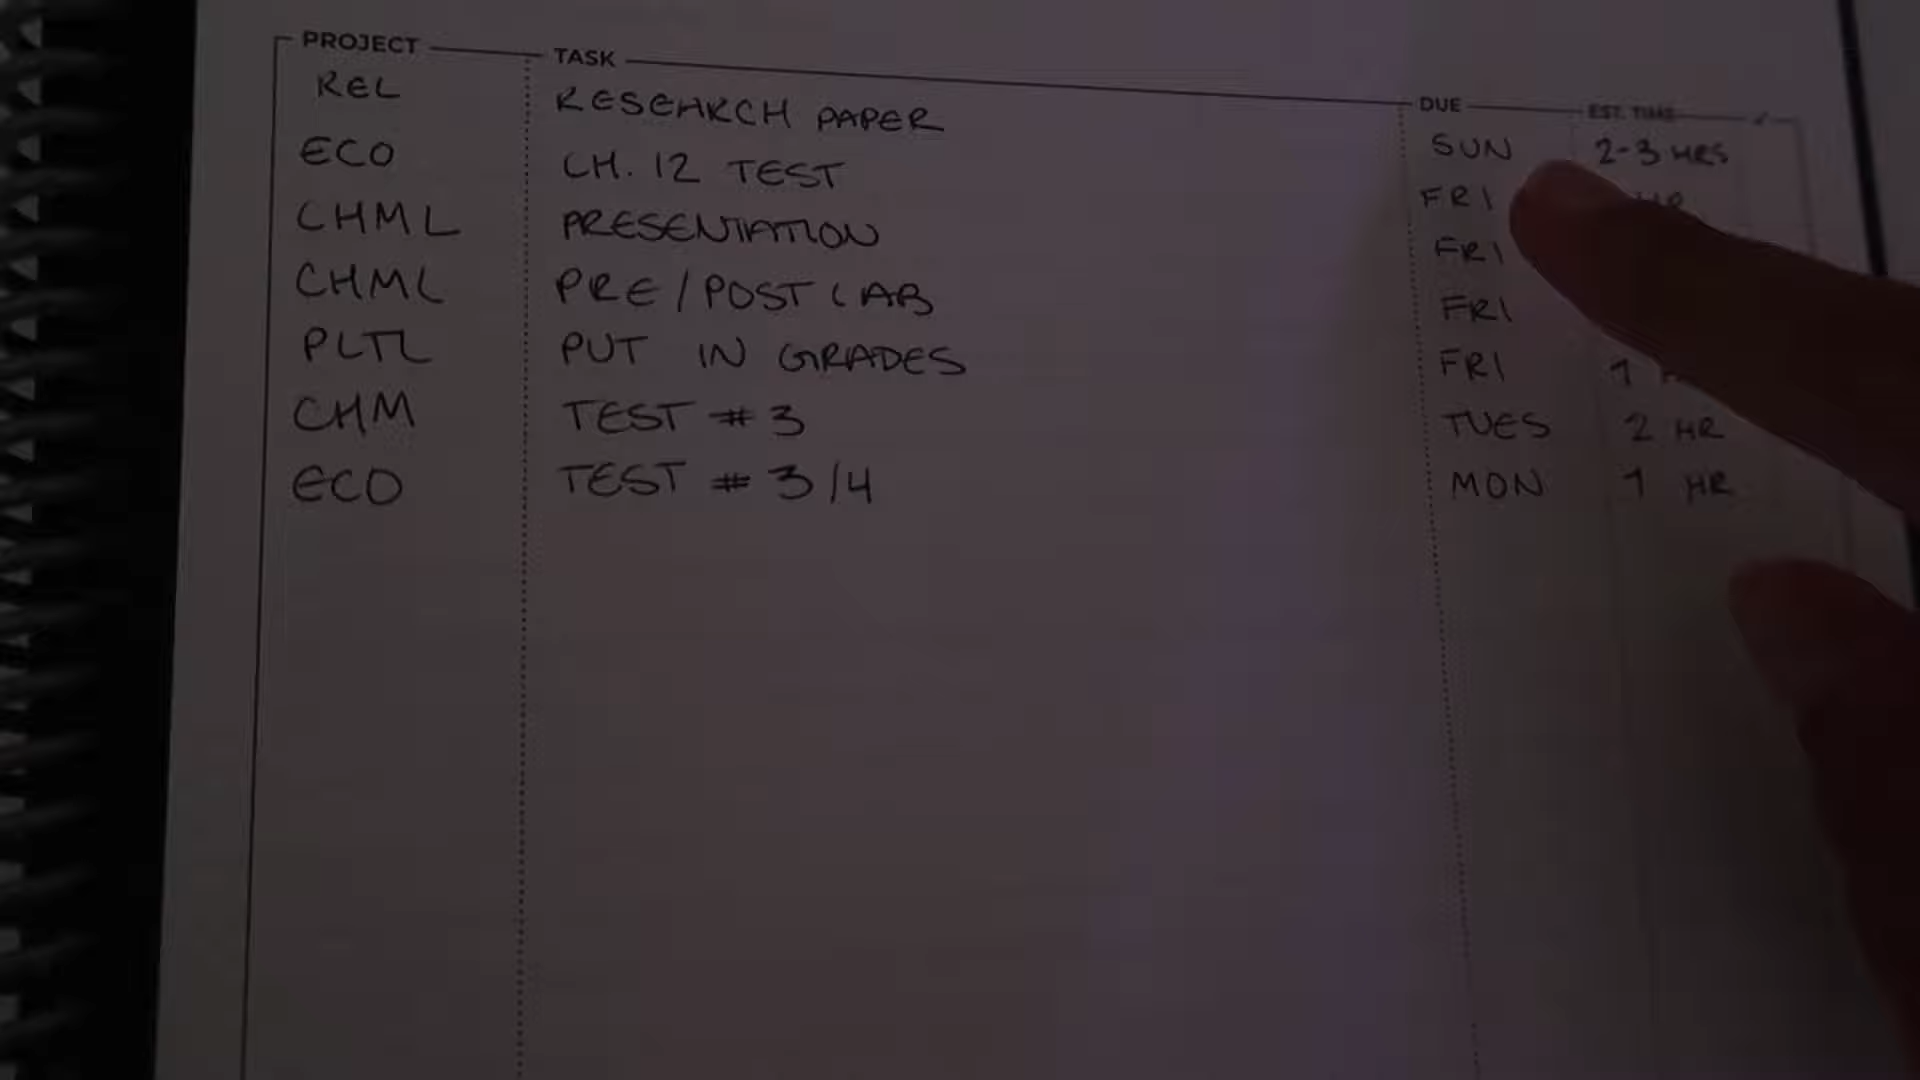 PROJECT TASK DUE EST. TIME ✓
REL RESEARCH PAPER SUN 2-3 HRS
ECO CH. 12 TEST FRI HR
CHML PRESENTATION FRI
CHML PRE/POST LAB FRI
PLTL PUT IN GRADES FRI 1
CHM TEST #3 TUES 2 HR
ECO TEST #3/4 MON 1 HR